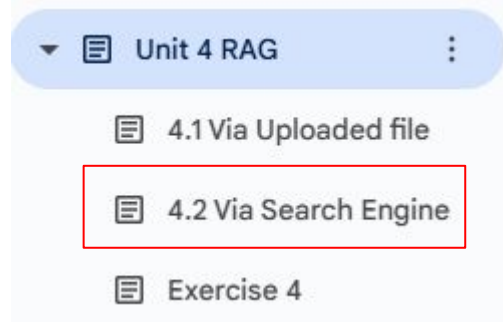 Unit 4 RAG
4.1 Via Uploaded file
4.2 Via Search Engine
Exercise 4